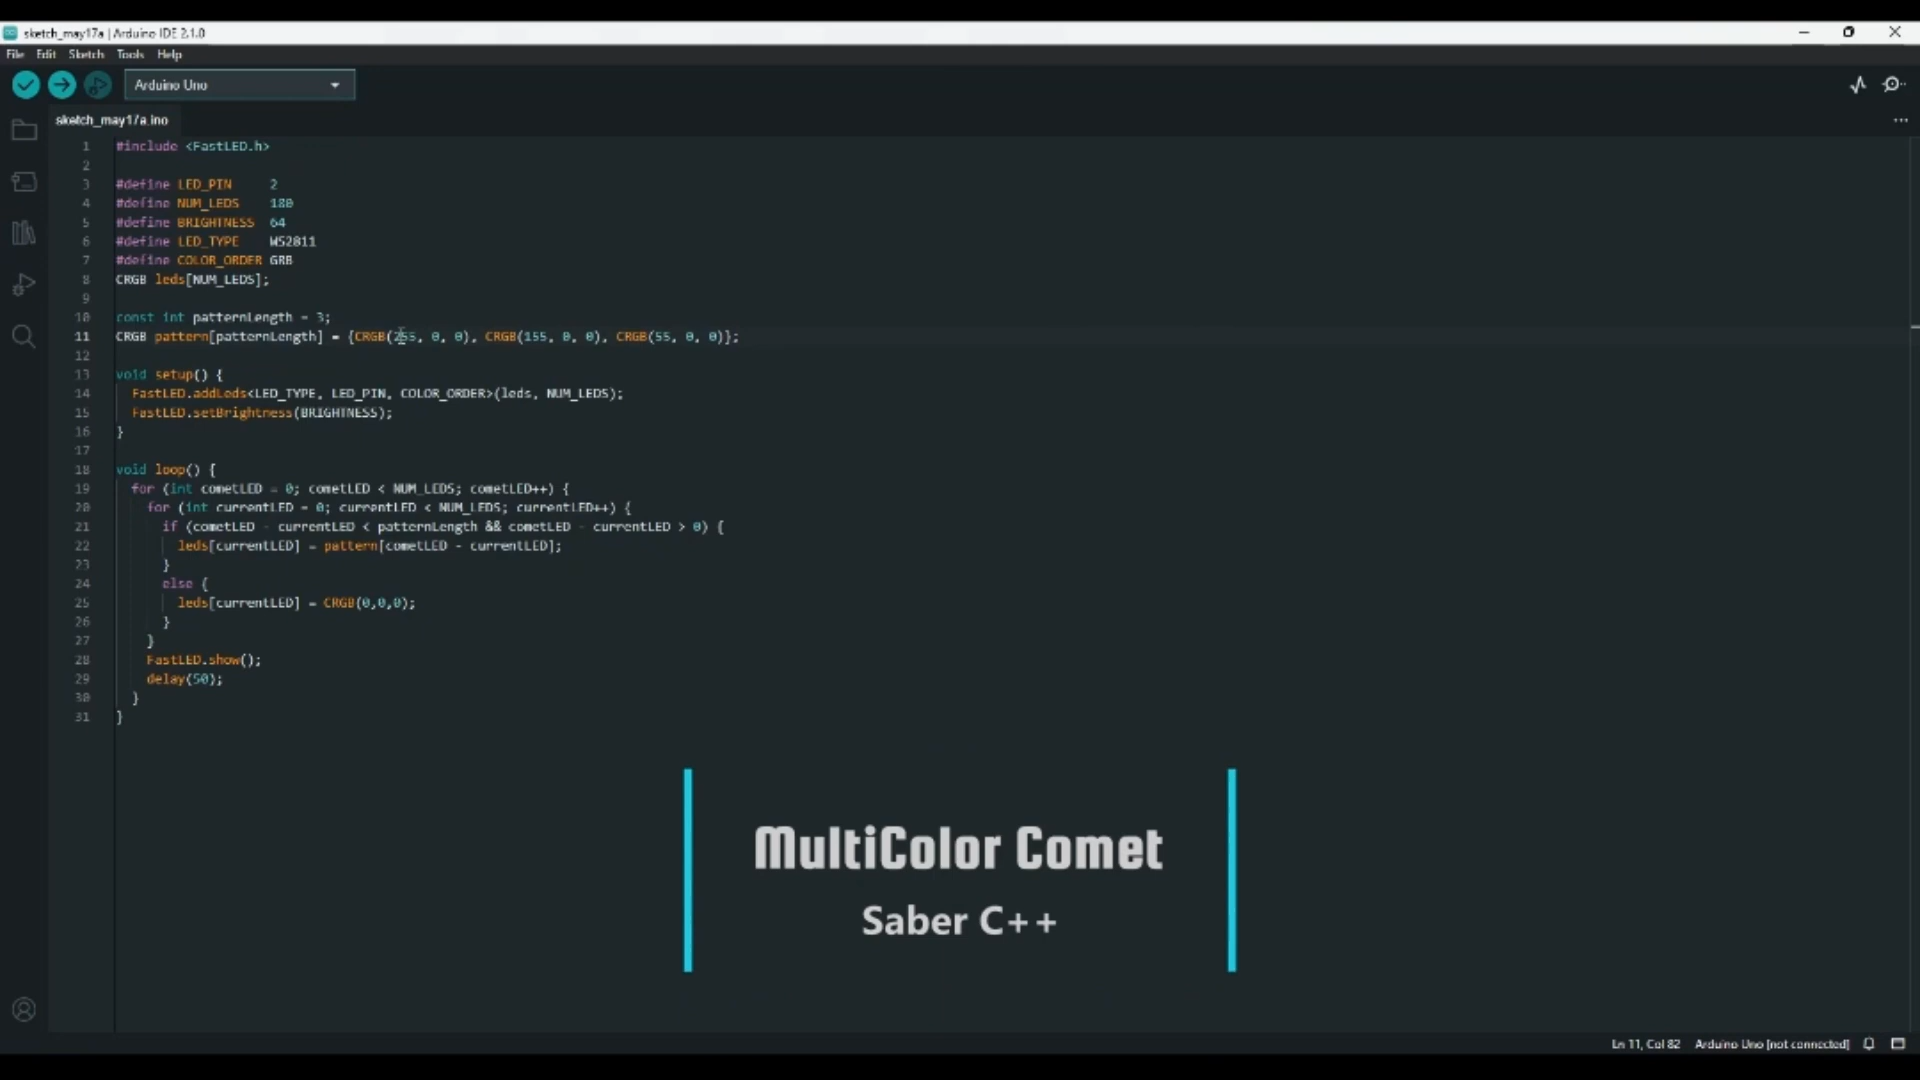 sketch_may17a | Arduino IDE 2.1.0
File Edit Sketch Tools Help
Arduino Uno
sketch_may17a.ino
1 #include <FastLED.h>
2
3 #define LED_PIN 2
4 #define NUM_LEDS 180
5 #define BRIGHTNESS 64
6 #define LED_TYPE WS2811
7 #define COLOR_ORDER GRB
8 CRGB leds[NUM_LEDS];
9
10 const int patternLength = 3;
11 CRGB pattern[patternLength] = {CRGB(255, 0, 0), CRGB(155, 0, 0), CRGB(55, 0, 0)};
12
13 void setup() {
14 FastLED.addLeds<LED_TYPE, LED_PIN, COLOR_ORDER>(leds, NUM_LEDS);
15 FastLED.setBrightness(BRIGHTNESS);
16 }
17
18 void loop() {
19 for (int cometLED = 0; cometLED < NUM_LEDS; cometLED++) {
20 for (int currentLED = 0; currentLED < NUM_LEDS; currentLED++) {
21 if (cometLED - currentLED < patternLength && cometLED - currentLED > 0) {
22 leds[currentLED] = pattern[cometLED - currentLED];
23 }
24 else {
25 leds[currentLED] = CRGB(0,0,0);
26 }
27 }
28 FastLED.show();
29 delay(50);
30 }
31 }
MultiColor Comet
Saber C++
Ln 11, Col 82 Arduino Uno [not connected]